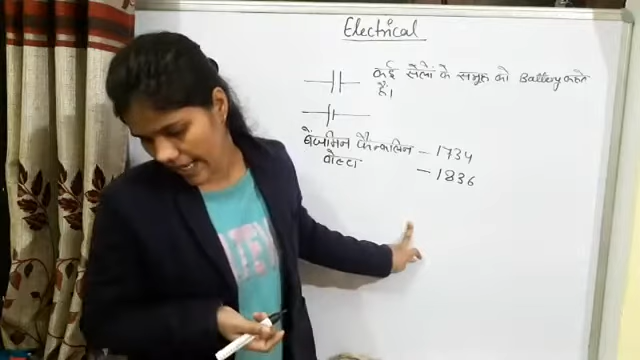 Electrical
कई सेलों के समूह को Battery कहते
हैं।
बेंजामिन फ्रैन्कलिन - 1734
वोल्टा - 1836